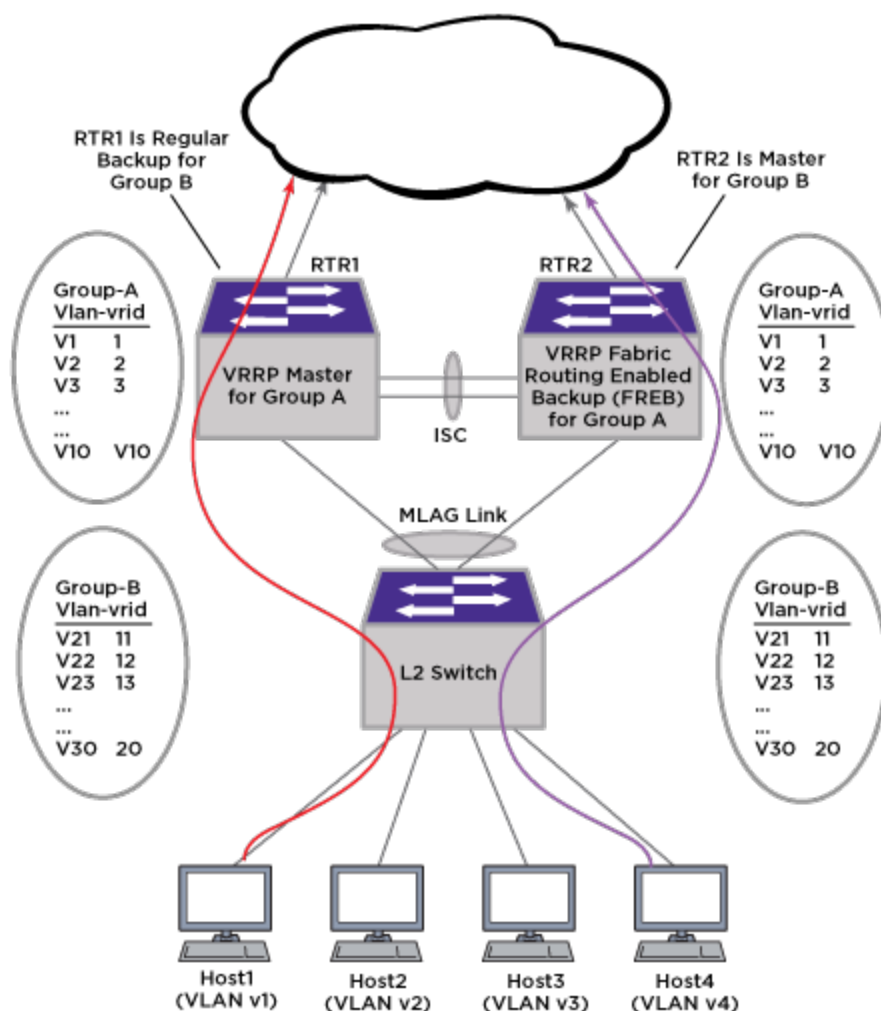 RTR1 Is Regular
Backup for
Group B
RTR2 Is Master
for Group B
RTR1
RTR2
Group-A
Vlan-vrid
V1 1
V2 2
V3 3
...
...
V10 V10
VRRP Master
for Group A
ISC
VRRP Fabric
Routing Enabled
Backup (FREB)
for Group A
Group-A
Vlan-vrid
V1 1
V2 2
V3 3
...
...
V10 V10
MLAG Link
Group-B
Vlan-vrid
V21 11
V22 12
V23 13
...
...
V30 20
L2 Switch
Group-B
Vlan-vrid
V21 11
V22 12
V23 13
...
...
V30 20
Host1
(VLAN v1)
Host2
(VLAN v2)
Host3
(VLAN v3)
Host4
(VLAN v4)